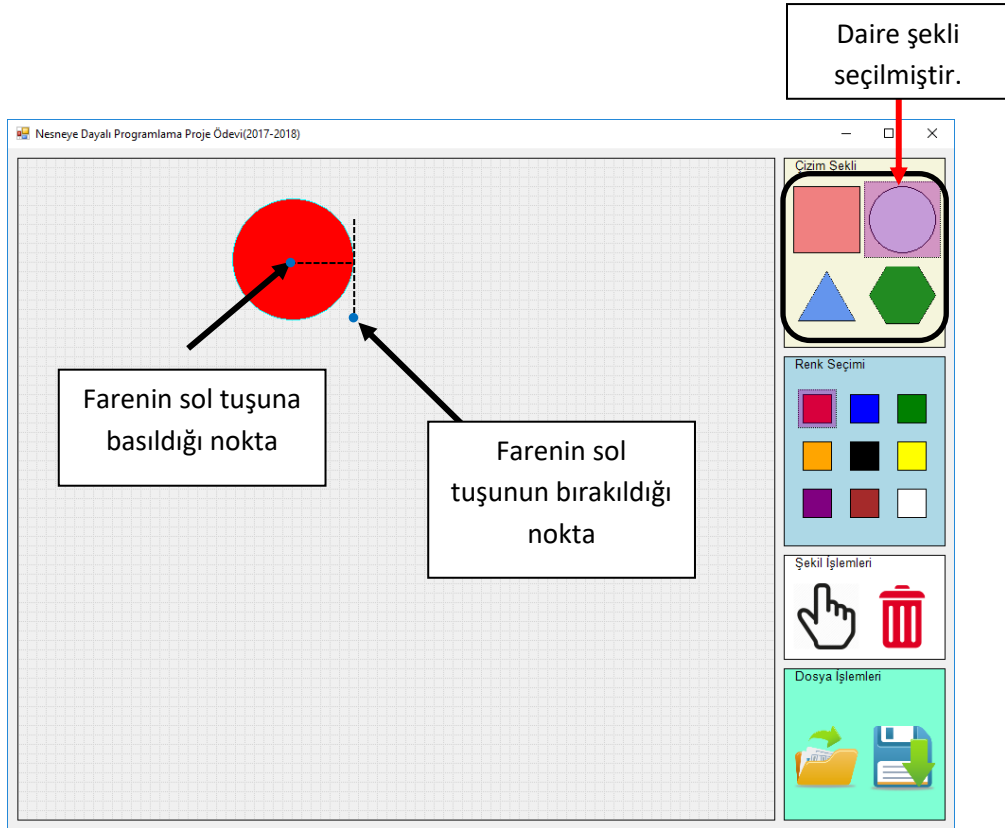 Daire şekli
seçilmiştir.
Nesneye Dayalı Programlama Proje Ödevi(2017-2018)
Çizim Şekli
Renk Seçimi
Farenin sol tuşuna
basıldığı nokta
Farenin sol
tuşunun bırakıldığı
nokta
Şekil İşlemleri
Dosya İşlemleri